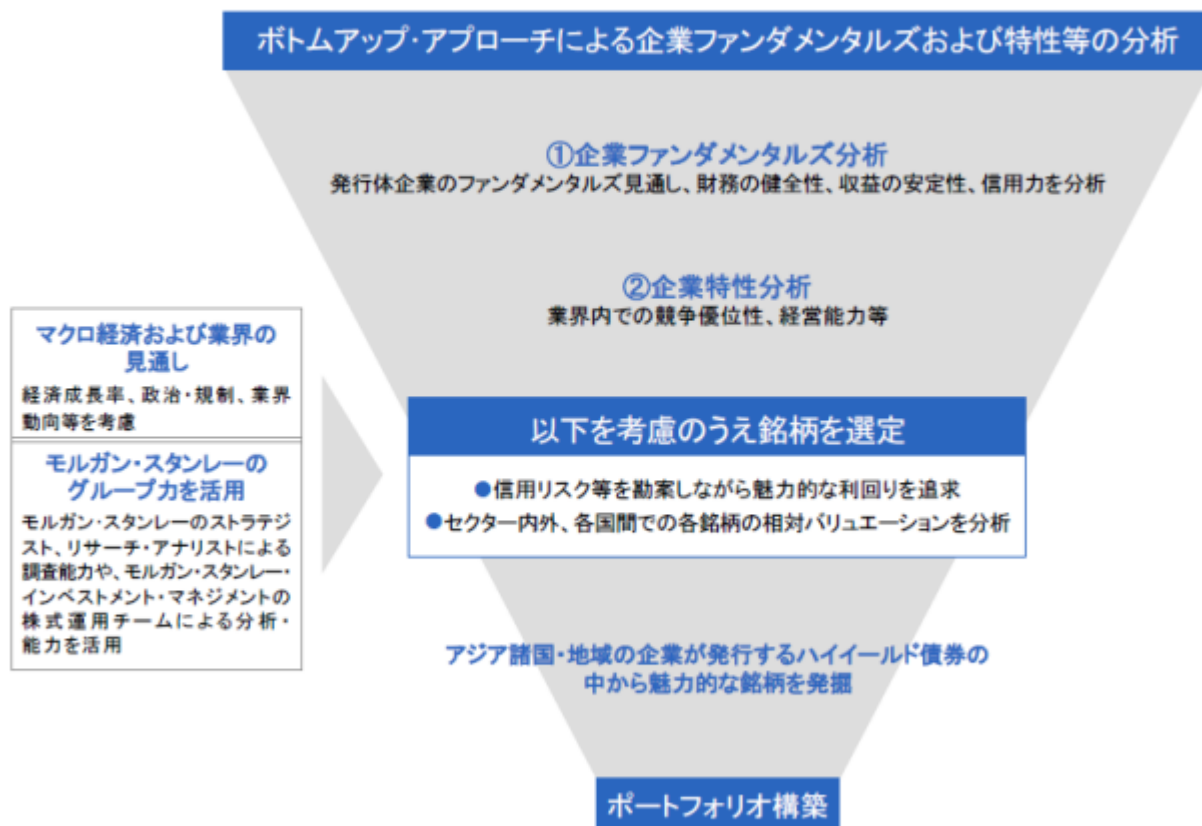 ボトムアップ・アプローチによる企業ファンダメンタルズおよび特性等の分析
①企業ファンダメンタルズ分析
発行体企業のファンダメンタルズ見通し、財務の健全性、収益の安定性、信用力を分析
②企業特性分析
業界内での競争優位性、経営能力等
マクロ経済および業界の
見通し
経済成長率、政治・規制、業界
動向等を考慮
モルガン・スタンレーの
グループ力を活用
モルガン・スタンレーのストラテジ
スト、リサーチ・アナリストによる
調査能力や、モルガン・スタンレー・
インベストメント・マネジメントの
株式運用チームによる分析・
能力を活用
以下を考慮のうえ銘柄を選定
●信用リスク等を勘案しながら魅力的な利回りを追求
●セクター内外、各国間での各銘柄の相対バリュエーションを分析
アジア諸国・地域の企業が発行するハイイールド債券の
中から魅力的な銘柄を発掘
ポートフォリオ構築